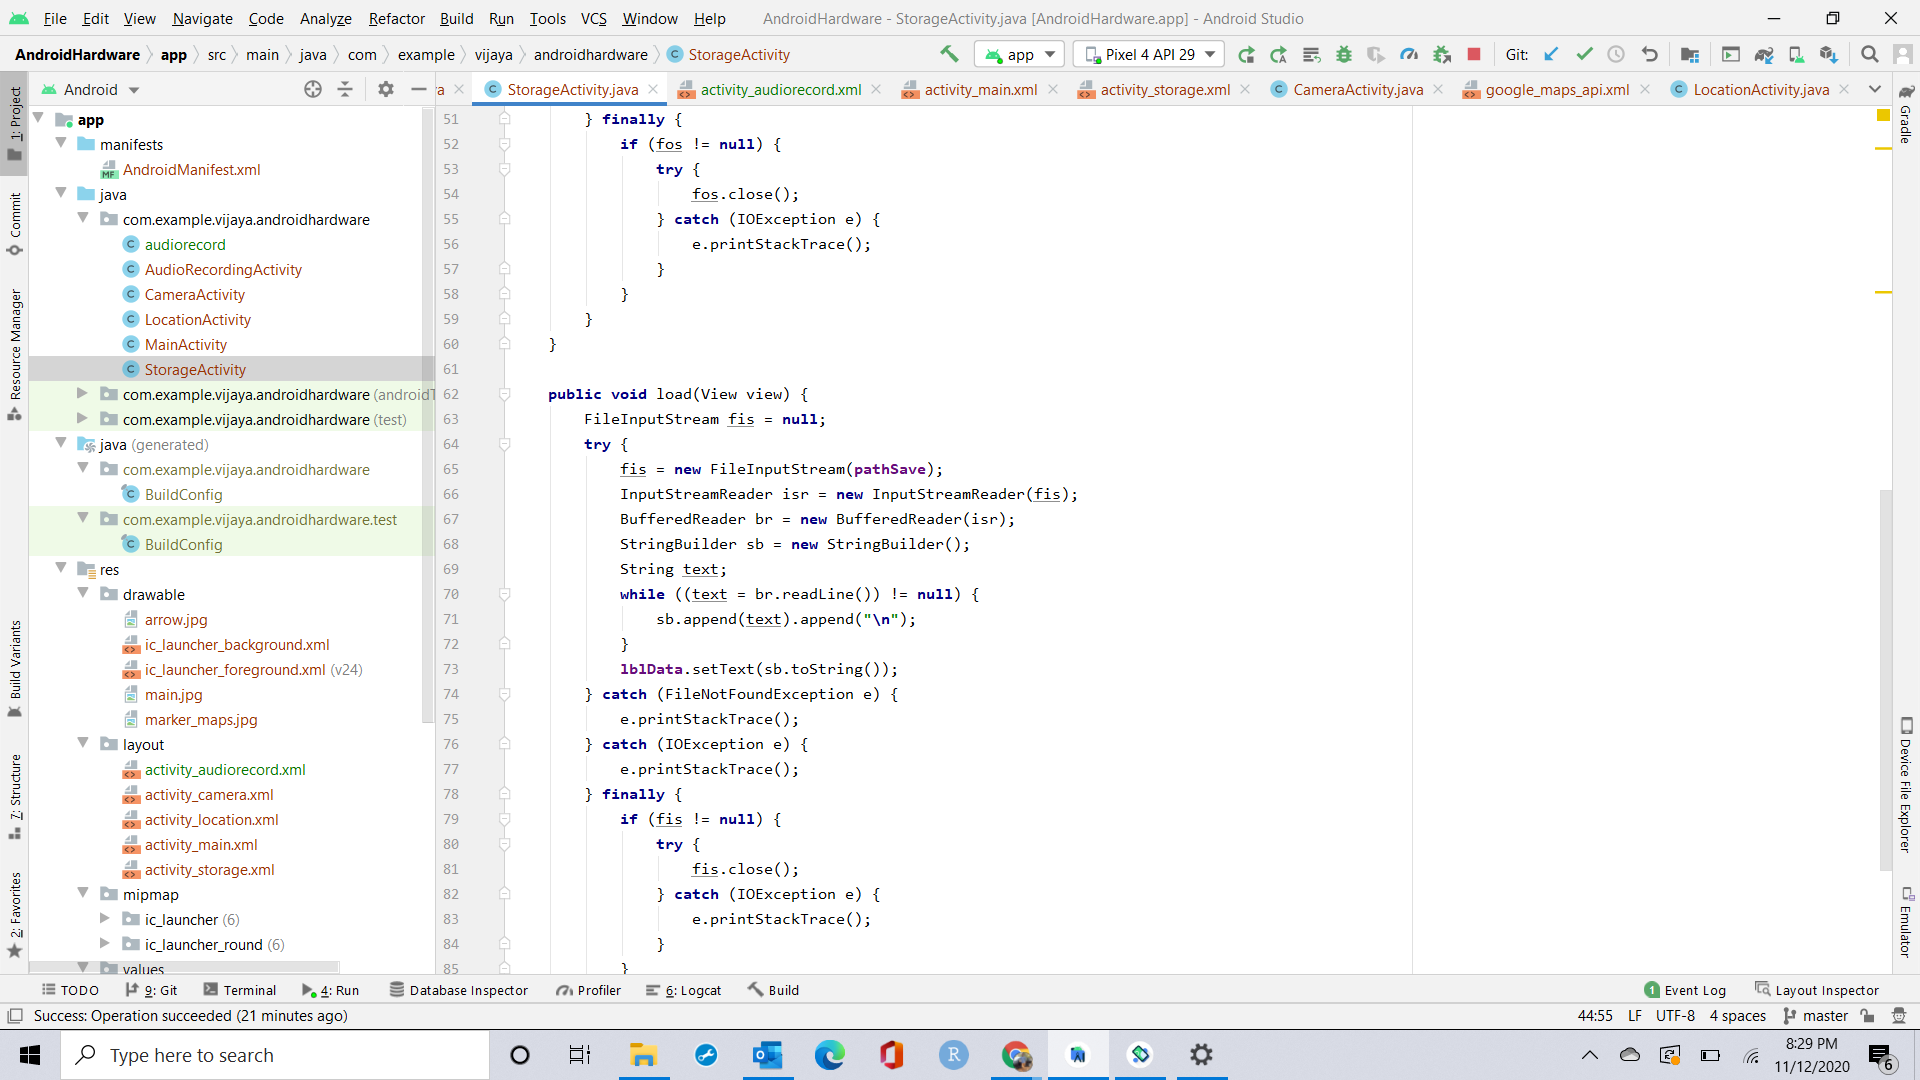 File Edit View Navigate Code Analyze Refactor Build Run Tools VCS Window Help AndroidHardware - StorageActivity.java [AndroidHardware.app] - Android Studio
AndroidHardware app src main java com example vijaya androidhardware StorageActivity app Pixel 4 API 29 Git:
Android
StorageActivity.java activity_audiorecord.xml activity_main.xml activity_storage.xml CameraActivity.java google_maps_api.xml LocationActivity.java
1: Project
Commit
Resource Manager
Build Variants
7: Structure
2: Favorites
app
manifests
AndroidManifest.xml
java
com.example.vijaya.androidhardware
audiorecord
AudioRecordingActivity
CameraActivity
LocationActivity
MainActivity
StorageActivity
com.example.vijaya.androidhardware (androidT
com.example.vijaya.androidhardware (test)
java (generated)
com.example.vijaya.androidhardware
BuildConfig
com.example.vijaya.androidhardware.test
BuildConfig
res
drawable
arrow.jpg
ic_launcher_background.xml
ic_launcher_foreground.xml (v24)
main.jpg
marker_maps.jpg
layout
activity_audiorecord.xml
activity_camera.xml
activity_location.xml
activity_main.xml
activity_storage.xml
mipmap
ic_launcher (6)
ic_launcher_round (6)
values
51 } finally {
52 if (fos != null) {
53 try {
54 fos.close();
55 } catch (IOException e) {
56 e.printStackTrace();
57 }
58 }
59 }
60 }
61
62 public void load(View view) {
63 FileInputStream fis = null;
64 try {
65 fis = new FileInputStream(pathSave);
66 InputStreamReader isr = new InputStreamReader(fis);
67 BufferedReader br = new BufferedReader(isr);
68 StringBuilder sb = new StringBuilder();
69 String text;
70 while ((text = br.readLine()) != null) {
71 sb.append(text).append("\n");
72 }
73 lblData.setText(sb.toString());
74 } catch (FileNotFoundException e) {
75 e.printStackTrace();
76 } catch (IOException e) {
77 e.printStackTrace();
78 } finally {
79 if (fis != null) {
80 try {
81 fis.close();
82 } catch (IOException e) {
83 e.printStackTrace();
84 }
85 }
Gradle
Device File Explorer
Emulator
TODO 9: Git Terminal 4: Run Database Inspector Profiler 6: Logcat Build 1 Event Log Layout Inspector
Success: Operation succeeded (21 minutes ago) 44:55 LF UTF-8 4 spaces master
Type here to search
8:29 PM
11/12/2020
6